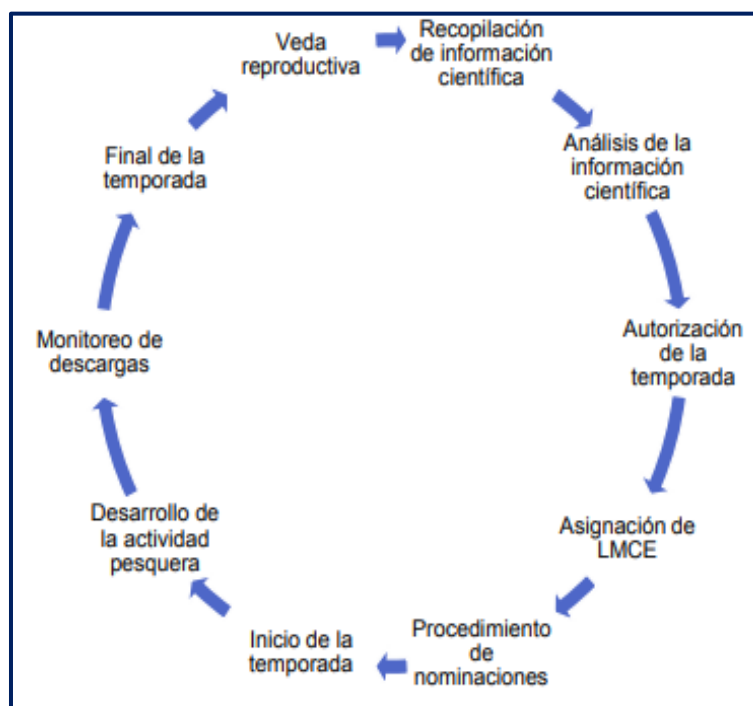 Veda
reproductiva
Recopilación
de información
científica
Análisis de la
información
científica
Autorización
de la
temporada
Asignación de
LMCE
Procedimiento
de
nominaciones
Inicio de la
temporada
Desarrollo de
la actividad
pesquera
Monitoreo de
descargas
Final de la
temporada